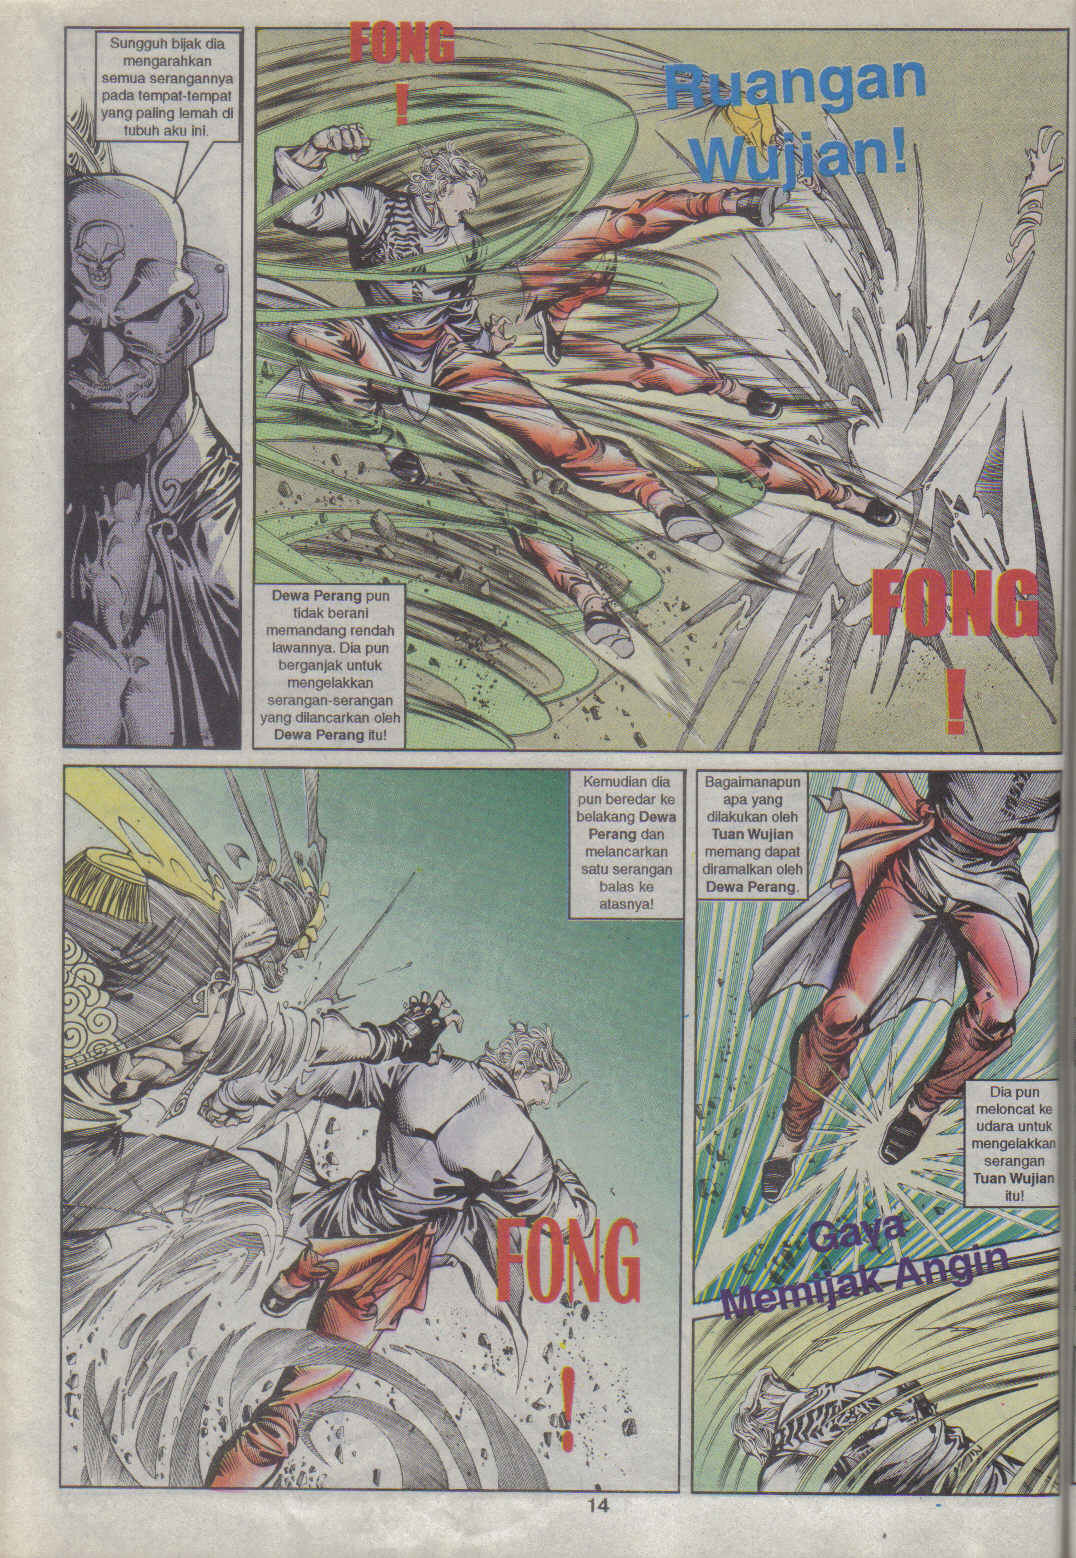 Sungguh bijak dia
mengarahkan
semua serangannya
pada tempat-tempat
yang paling lemah di
tubuh aku ini.
FONG
!
Ruangan
Wujian!
FONG
!
Dewa Perang pun
tidak berani
memandang rendah
lawannya. Dia pun
berganjak untuk
mengelakkan
serangan-serangan
yang dilancarkan oleh
Dewa Perang itu!
Kemudian dia
pun beredar ke
belakang Dewa
Perang dan
melancarkan
satu serangan
balas ke
atasnya!
FONG
!
Bagaimanapun
apa yang
dilakukan oleh
Tuan Wujian
memang dapat
diramalkan oleh
Dewa Perang.
Dia pun
meloncat ke
udara untuk
mengelakkan
serangan
Tuan Wujian
itu!
Gaya
Memijak Angin
14